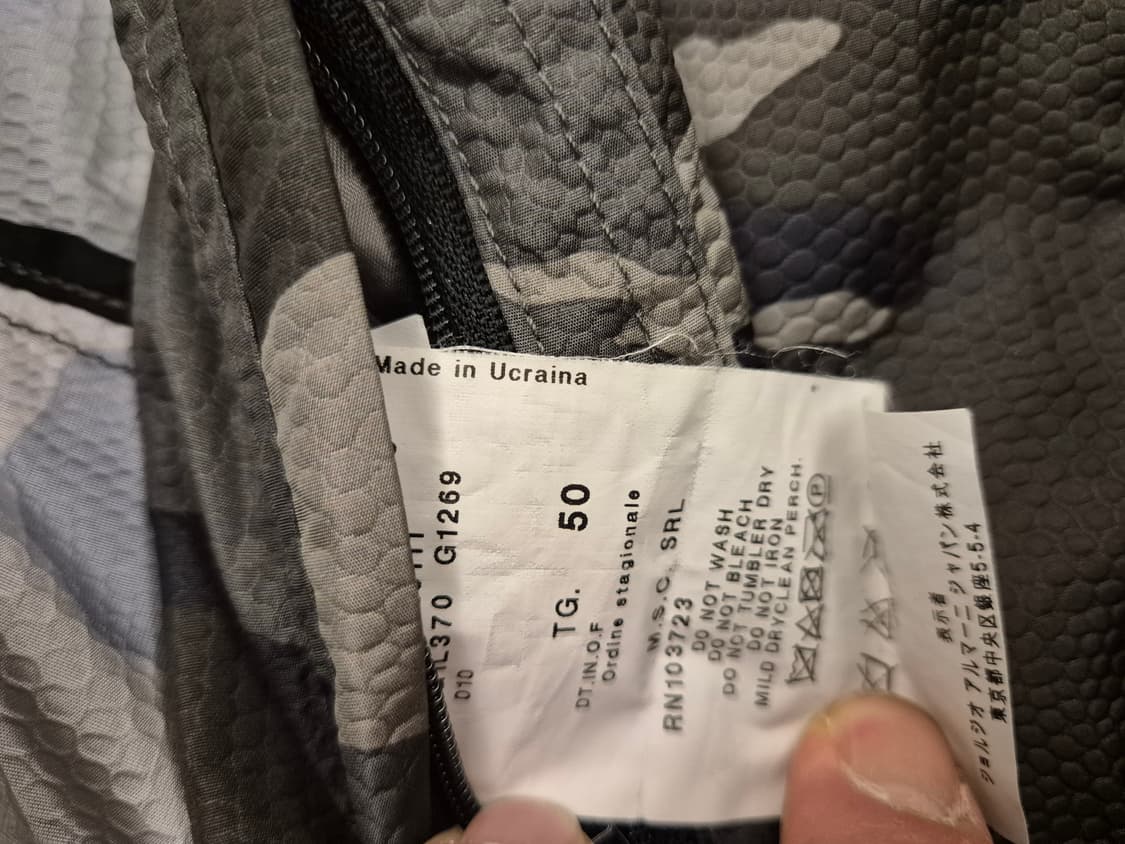 Made in Ucraina
G1269
D10
TG. 50
DT.IN.O.F
Ordine stagionale
M.S.C. SRL
RN103723
DO NOT WASH
DO NOT BLEACH
DO NOT TUMBLER DRY
DO NOT IRON
MILD DRYCLEAN PERCH.
P
表示者
ジョルジオアルマーニ ジャパン株式会社
東京都中央区銀座5-5-4